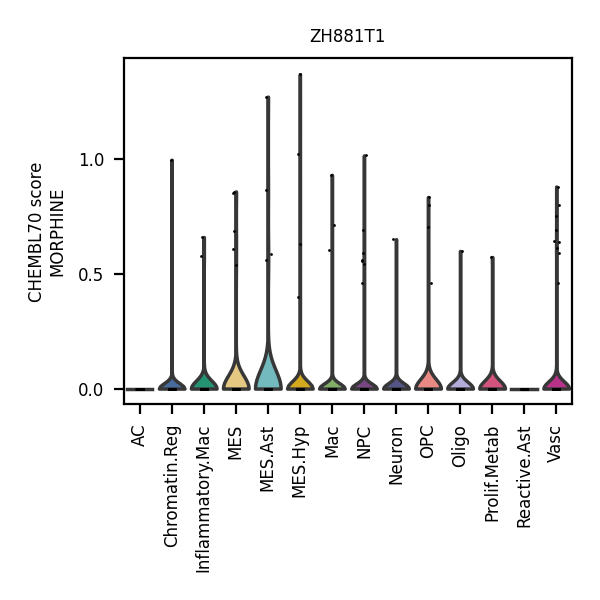 ZH881T1
CHEMBL70 score
MORPHINE
1.0
0.5
0.0
AC
Chromatin.Reg
Inflammatory.Mac
MES
MES.Ast
MES.Hyp
Mac
NPC
Neuron
OPC
Oligo
Prolif.Metab
Reactive.Ast
Vasc